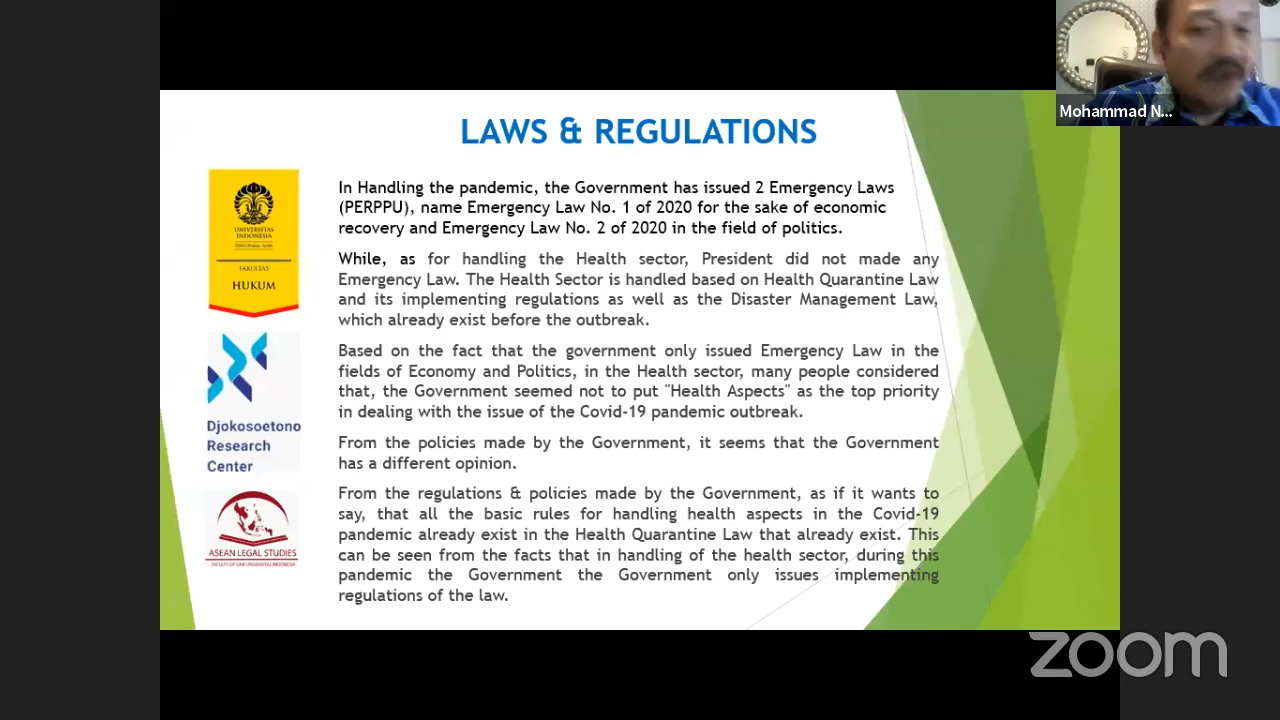 Mohammad N...
LAWS & REGULATIONS
UNIVERSITAS
INDONESIA
FAKULTAS
HUKUM
Djokosoetono
Research
Center
ASEAN LEGAL STUDIES
FACULTY OF LAW UNIVERSITAS INDONESIA
In Handling the pandemic, the Government has issued 2 Emergency Laws
(PERPPU), name Emergency Law No. 1 of 2020 for the sake of economic
recovery and Emergency Law No. 2 of 2020 in the field of politics.
While, as for handling the Health sector, President did not made any
Emergency Law. The Health Sector is handled based on Health Quarantine Law
and its implementing regulations as well as the Disaster Management Law,
which already exist before the outbreak.
Based on the fact that the government only issued Emergency Law in the
fields of Economy and Politics, in the Health sector, many people considered
that, the Government seemed not to put "Health Aspects" as the top priority
in dealing with the issue of the Covid-19 pandemic outbreak.
From the policies made by the Government, it seems that the Government
has a different opinion.
From the regulations & policies made by the Government, as if it wants to
say, that all the basic rules for handling health aspects in the Covid-19
pandemic already exist in the Health Quarantine Law that already exist. This
can be seen from the facts that in handling of the health sector, during this
pandemic the Government the Government only issues implementing
regulations of the law.
zoom